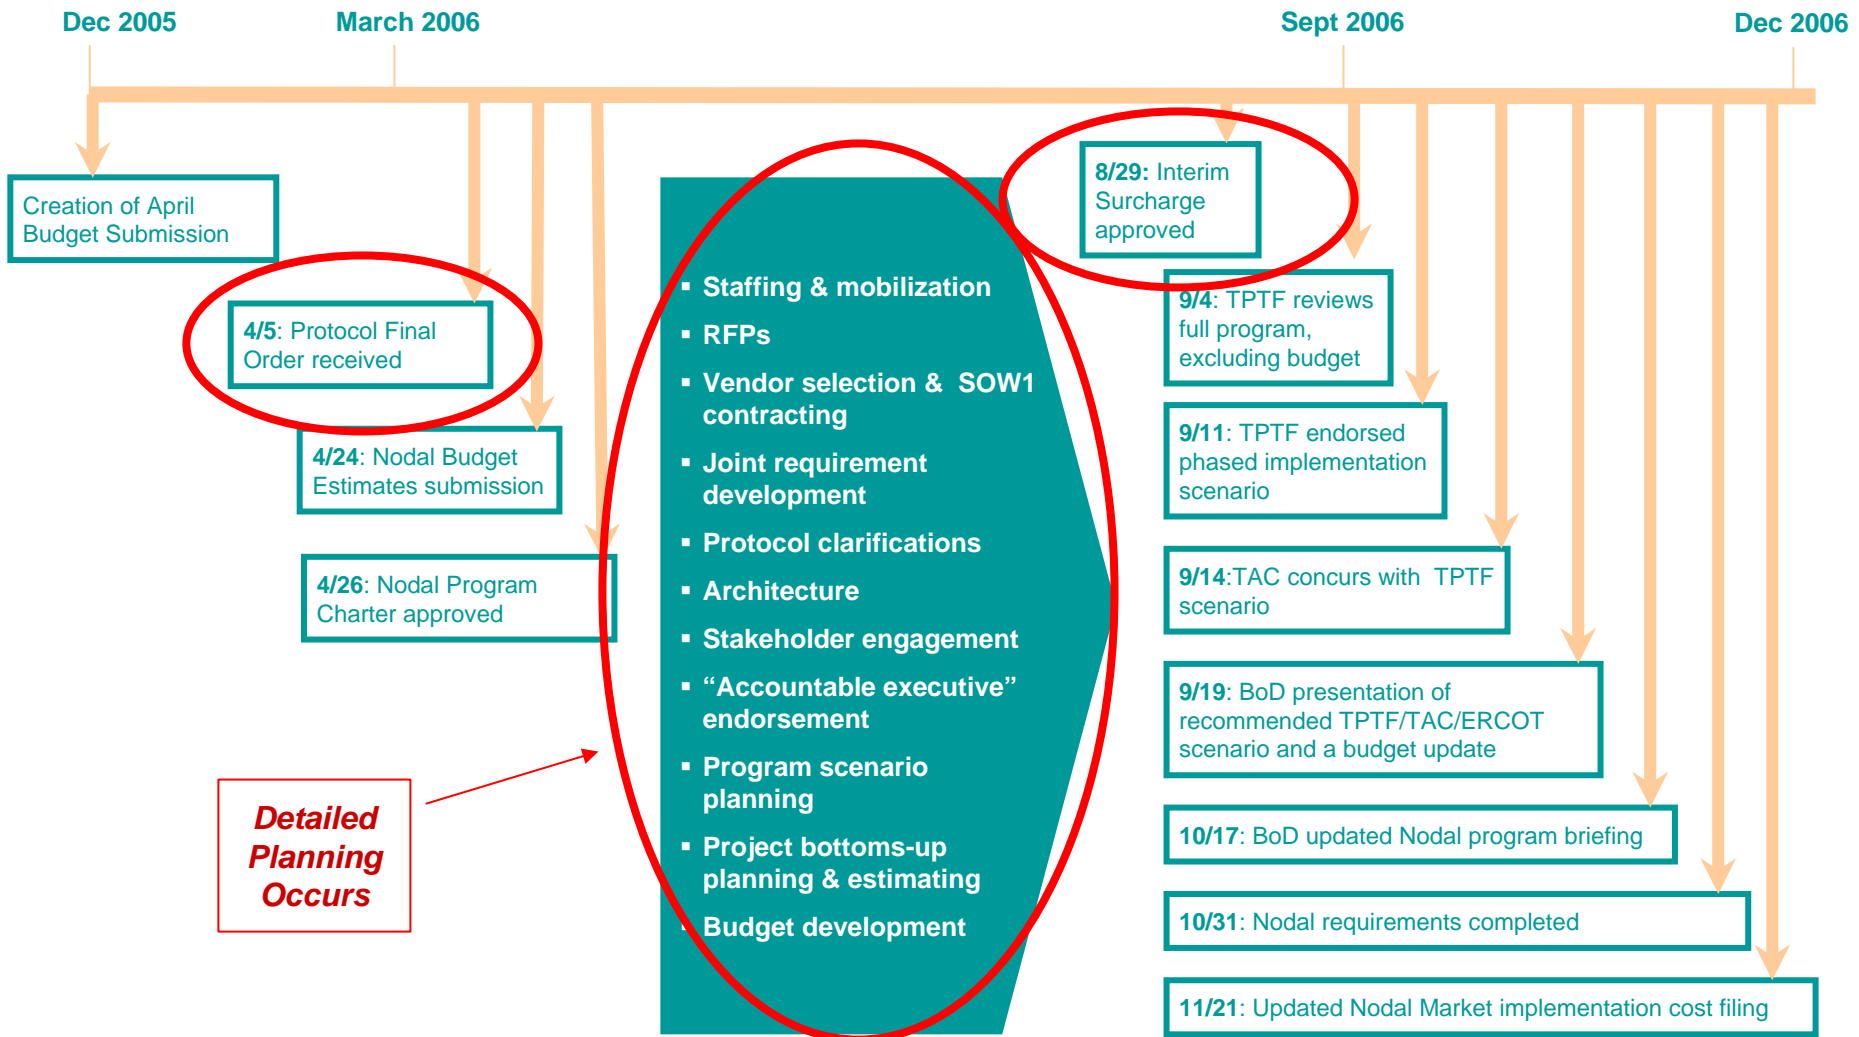 Dec 2005
March 2006
Sept 2006
Dec 2006
Creation of April
Budget Submission
4/5: Protocol Final
Order received
4/24: Nodal Budget
Estimates submission
4/26: Nodal Program
Charter approved
Detailed
Planning
Occurs
▪ Staffing & mobilization
▪ RFPs
▪ Vendor selection & SOW1
contracting
▪ Joint requirement
development
▪ Protocol clarifications
▪ Architecture
▪ Stakeholder engagement
▪ “Accountable executive”
endorsement
▪ Program scenario
planning
▪ Project bottoms-up
planning & estimating
▪ Budget development
8/29: Interim
Surcharge
approved
9/4: TPTF reviews
full program,
excluding budget
9/11: TPTF endorsed
phased implementation
scenario
9/14:TAC concurs with TPTF
scenario
9/19: BoD presentation of
recommended TPTF/TAC/ERCOT
scenario and a budget update
10/17: BoD updated Nodal program briefing
10/31: Nodal requirements completed
11/21: Updated Nodal Market implementation cost filing